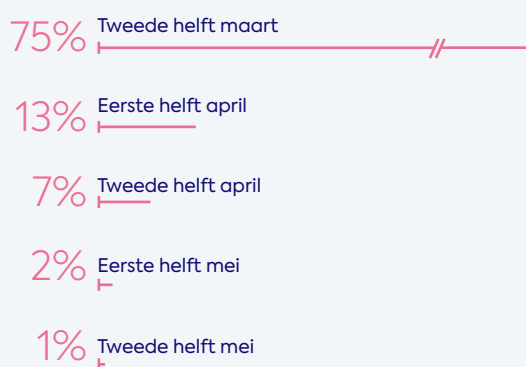 75% Tweede helft maart
13% Eerste helft april
7% Tweede helft april
2% Eerste helft mei
1% Tweede helft mei